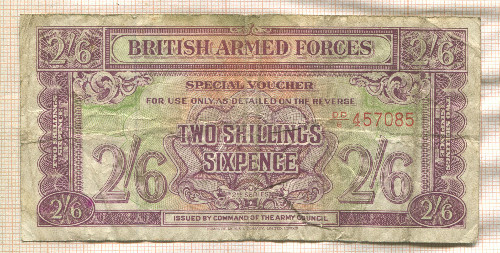 2/6 BRITISH ARMED FORCES 2/6
SPECIAL VOUCHER
FOR USE ONLY AS DETAILED ON THE REVERSE
457085
TWO SHILLINGS
SIXPENCE
2/6 2/6
2/6 ISSUED BY COMMAND OF THE ARMY COUNCIL 2/6